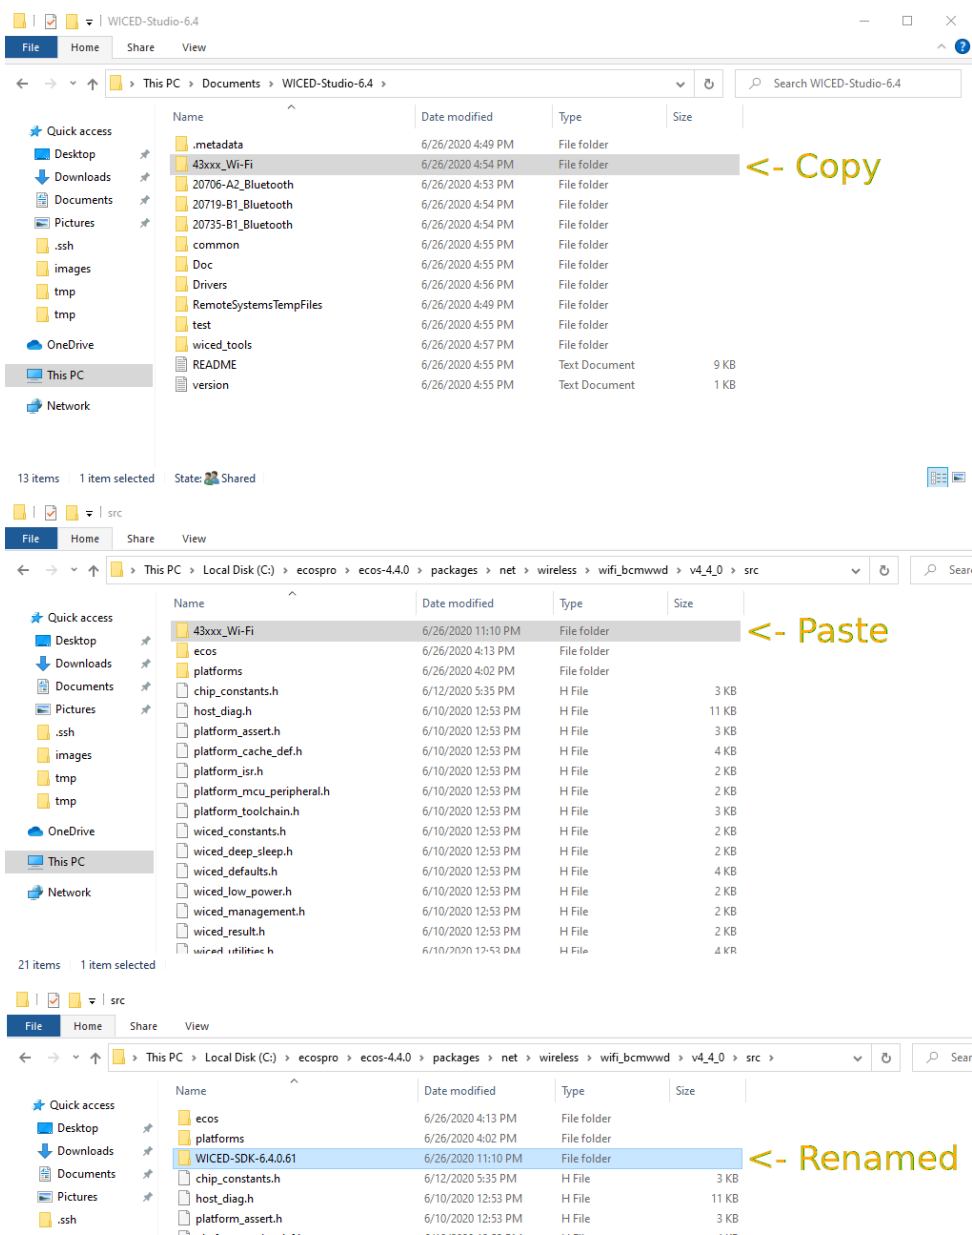 WICED-Studio-6.4
File Home Share View
This PC > Documents > WICED-Studio-6.4 >
Search WICED-Studio-6.4
Name Date modified Type Size
Quick access
Desktop
Downloads
Documents
Pictures
.ssh
images
tmp
tmp
OneDrive
This PC
Network
.metadata 6/26/2020 4:49 PM File folder
43xxx_Wi-Fi 6/26/2020 4:54 PM File folder
<- Copy
20706-A2_Bluetooth 6/26/2020 4:53 PM File folder
20719-B1_Bluetooth 6/26/2020 4:54 PM File folder
20735-B1_Bluetooth 6/26/2020 4:54 PM File folder
common 6/26/2020 4:55 PM File folder
Doc 6/26/2020 4:55 PM File folder
Drivers 6/26/2020 4:56 PM File folder
RemoteSystemsTempFiles 6/26/2020 4:49 PM File folder
test 6/26/2020 4:55 PM File folder
wiced_tools 6/26/2020 4:57 PM File folder
README 6/26/2020 4:55 PM Text Document 9 KB
version 6/26/2020 4:55 PM Text Document 1 KB
13 items 1 item selected State: Shared
src
File Home Share View
This PC > Local Disk (C:) > ecospro > ecos-4.4.0 > packages > net > wireless > wifi_bcmwwd > v4_4_0 > src
Sear
Name Date modified Type Size
Quick access
Desktop
Downloads
Documents
Pictures
.ssh
images
tmp
tmp
OneDrive
This PC
Network
43xxx_Wi-Fi 6/26/2020 11:10 PM File folder
<- Paste
ecos 6/26/2020 4:13 PM File folder
platforms 6/26/2020 4:02 PM File folder
chip_constants.h 6/12/2020 5:35 PM H File 3 KB
host_diag.h 6/10/2020 12:53 PM H File 11 KB
platform_assert.h 6/10/2020 12:53 PM H File 3 KB
platform_cache_def.h 6/10/2020 12:53 PM H File 4 KB
platform_isr.h 6/10/2020 12:53 PM H File 2 KB
platform_mcu_peripheral.h 6/10/2020 12:53 PM H File 2 KB
platform_toolchain.h 6/10/2020 12:53 PM H File 3 KB
wiced_constants.h 6/10/2020 12:53 PM H File 2 KB
wiced_deep_sleep.h 6/10/2020 12:53 PM H File 2 KB
wiced_defaults.h 6/10/2020 12:53 PM H File 4 KB
wiced_low_power.h 6/10/2020 12:53 PM H File 2 KB
wiced_management.h 6/10/2020 12:53 PM H File 2 KB
wiced_result.h 6/10/2020 12:53 PM H File 2 KB
wiced_utilities.h 6/10/2020 12:53 PM H File 4 KB
21 items 1 item selected
src
File Home Share View
This PC > Local Disk (C:) > ecospro > ecos-4.4.0 > packages > net > wireless > wifi_bcmwwd > v4_4_0 > src >
Sear
Name Date modified Type Size
Quick access
Desktop
Downloads
Documents
Pictures
.ssh
ecos 6/26/2020 4:13 PM File folder
platforms 6/26/2020 4:02 PM File folder
WICED-SDK-6.4.0.61 6/26/2020 11:10 PM File folder
<- Renamed
chip_constants.h 6/12/2020 5:35 PM H File 3 KB
host_diag.h 6/10/2020 12:53 PM H File 11 KB
platform_assert.h 6/10/2020 12:53 PM H File 3 KB